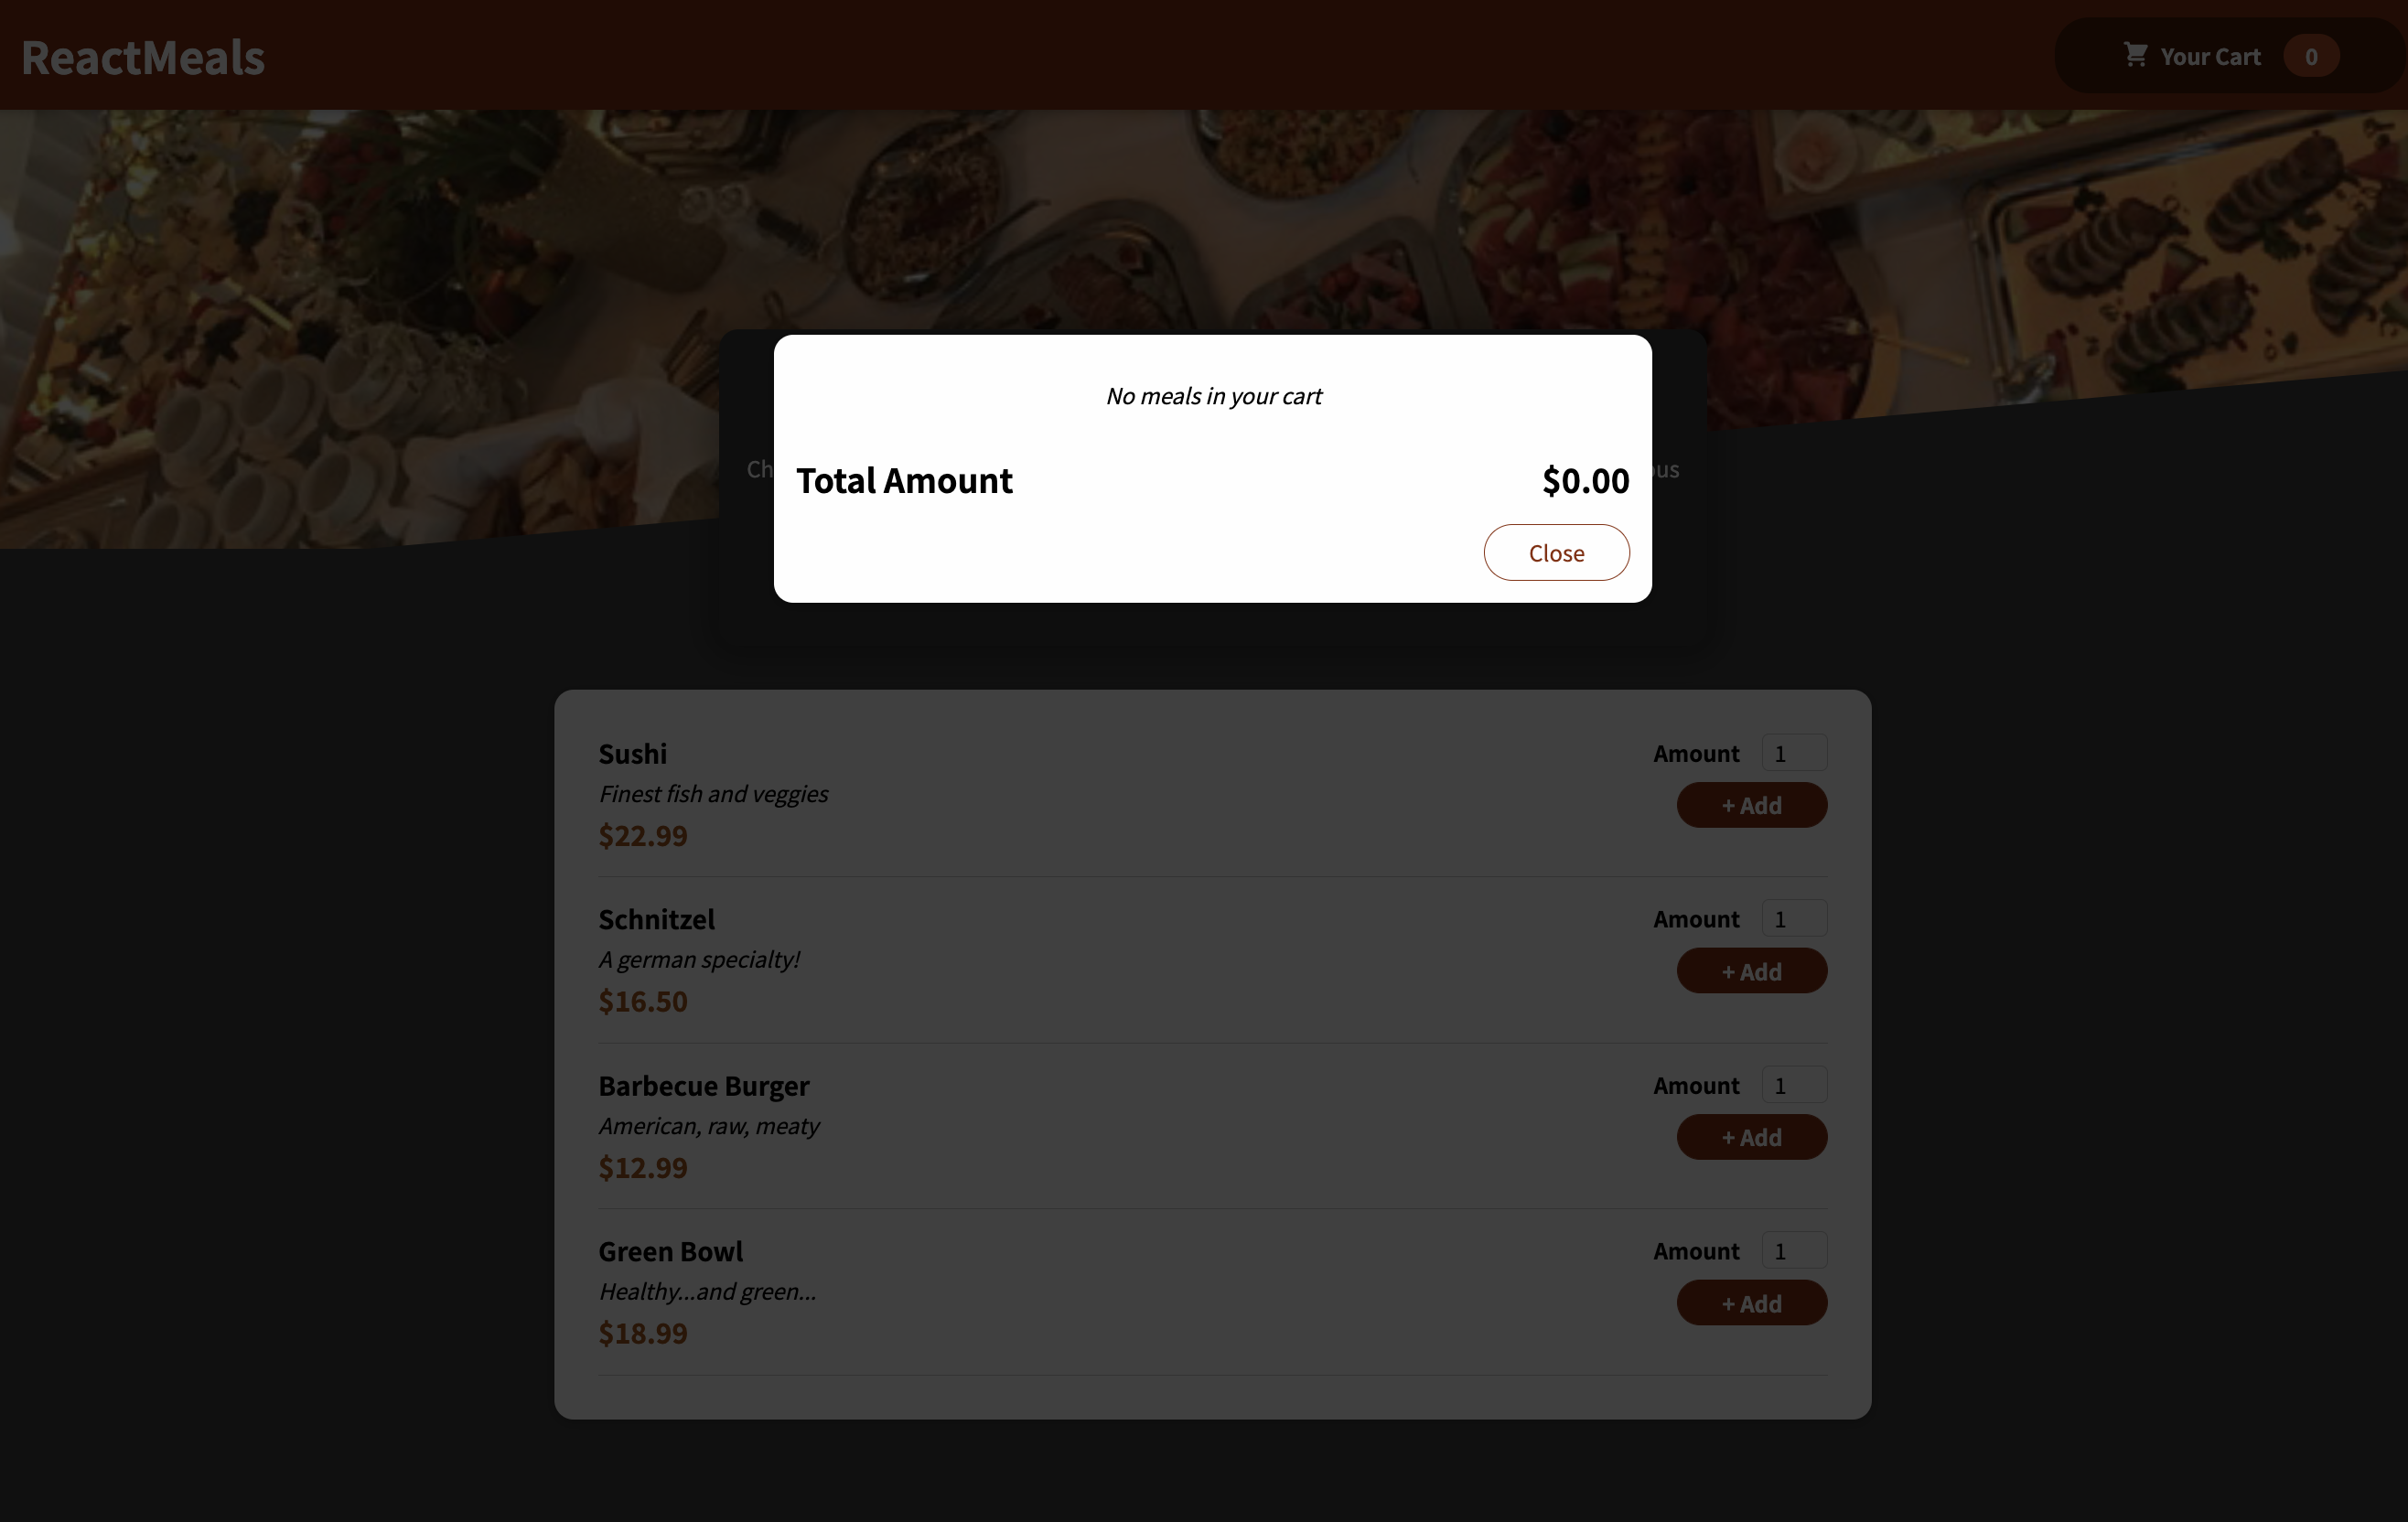 ReactMeals
Your Cart 0
No meals in your cart
Total Amount $0.00
Close
Sushi
Finest fish and veggies
$22.99
Amount 1
+ Add
Schnitzel
A german specialty!
$16.50
Amount 1
+ Add
Barbecue Burger
American, raw, meaty
$12.99
Amount 1
+ Add
Green Bowl
Healthy...and green...
$18.99
Amount 1
+ Add